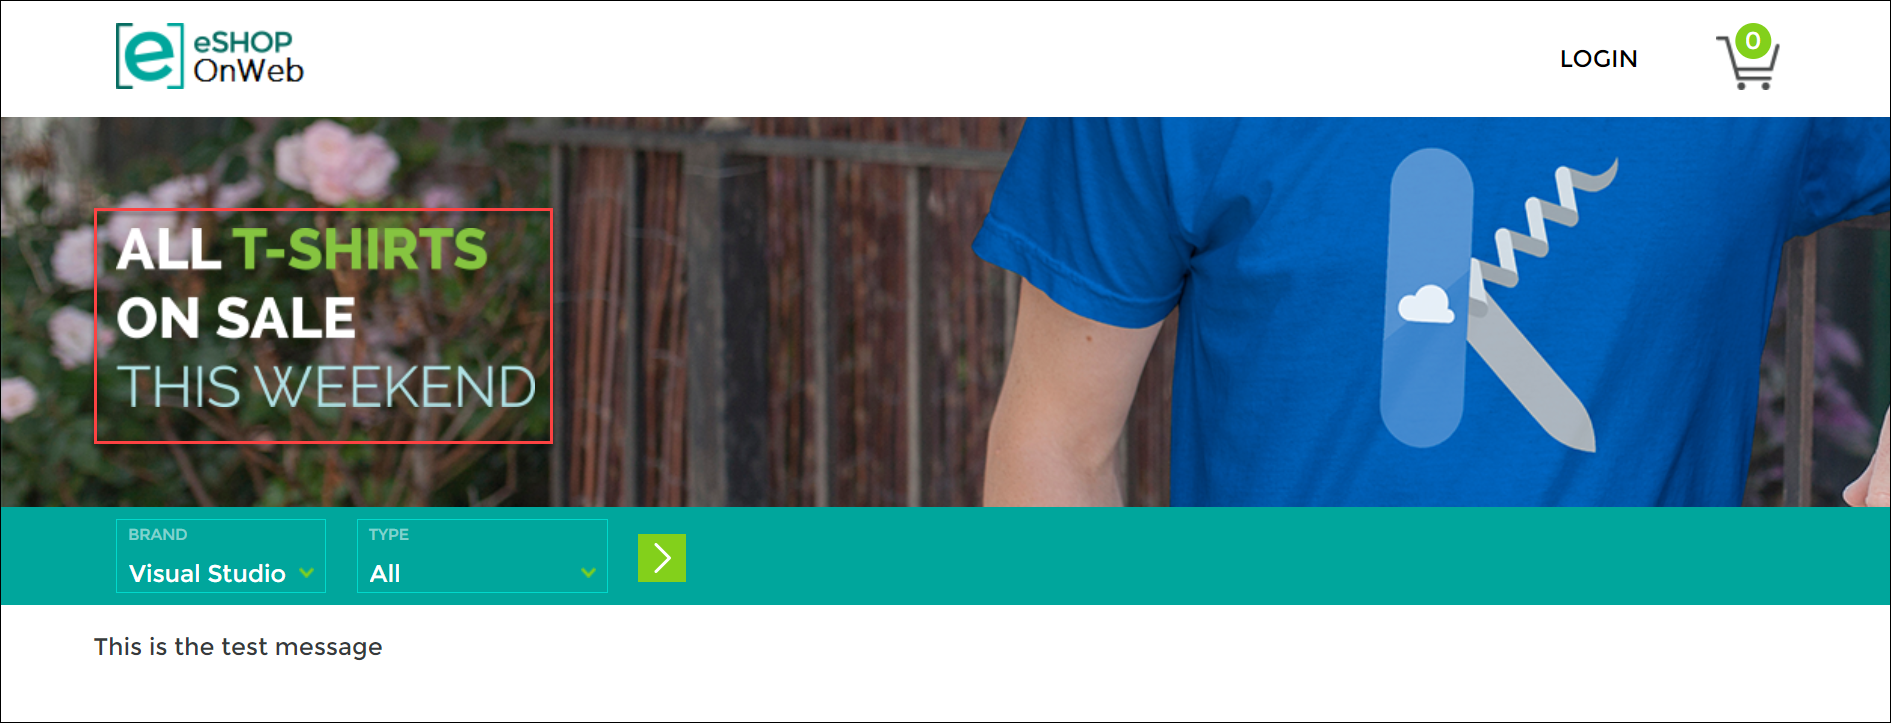 e
eSHOP
OnWeb
LOGIN
0
ALL T-SHIRTS
ON SALE
THIS WEEKEND
BRAND
Visual Studio
TYPE
All
This is the test message